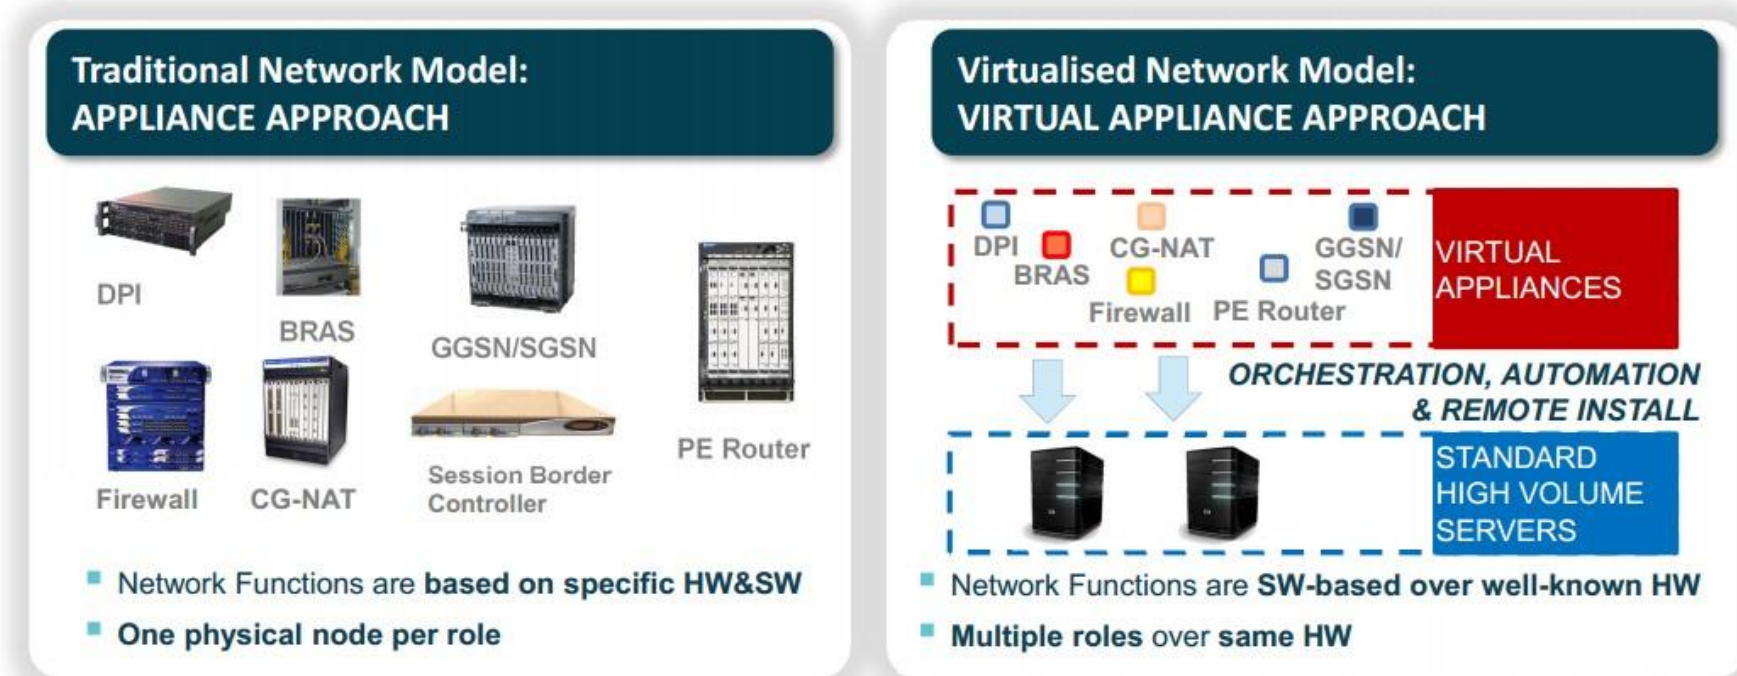 Traditional Network Model:
APPLIANCE APPROACH
DPI
BRAS
GGSN/SGSN
PE Router
Firewall
CG-NAT
Session Border
Controller
Network Functions are based on specific HW&SW
One physical node per role
Virtualised Network Model:
VIRTUAL APPLIANCE APPROACH
DPI
BRAS
CG-NAT
Firewall
PE Router
GGSN/
SGSN
VIRTUAL
APPLIANCES
ORCHESTRATION, AUTOMATION
& REMOTE INSTALL
STANDARD
HIGH VOLUME
SERVERS
Network Functions are SW-based over well-known HW
Multiple roles over same HW